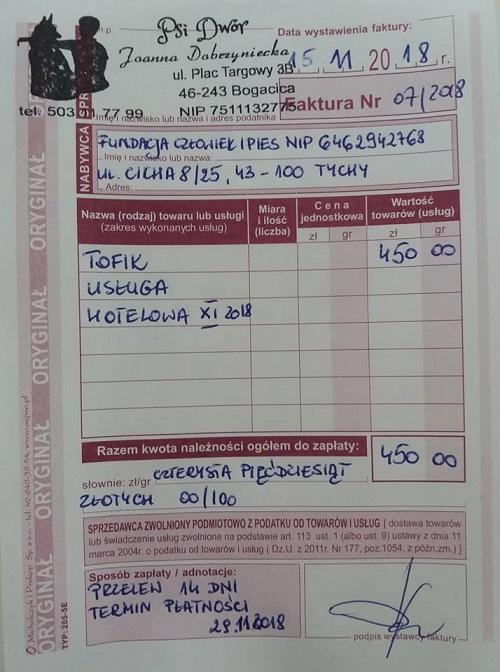 Psi Dwór
Data wystawienia faktury:
Joanna Dobrzyniecka
15 11 2018 r.
ul. Plac Targowy 3B
46-243 Bogacica
tel. 503 91 77 99
NIP 7511132775
Faktura Nr 07/2018
Imię i nazwisko lub nazwa i adres podatnika
NABYWCA
FUNDACJA CZŁOWIEK I PIES NIP 6462942768
Imię i nazwisko lub nazwa:
UL. CICHA 8/25, 43-100 TYCHY
Adres:
Nazwa (rodzaj) towaru lub usługi
(zakres wykonanych usług)
Miara i ilość (liczba)
Cena jednostkowa
zł gr
Wartość towarów (usług)
zł gr
TOFIK 450 00
USŁUGA
HOTELOWA XI 2018
Razem kwota należności ogółem do zapłaty: 450 00
słownie: zł/gr CZTERYSTA PIĘĆDZIESIĄT
ZŁOTYCH 00/100
SPRZEDAWCA ZWOLNIONY PODMIOTOWO Z PODATKU OD TOWARÓW I USŁUG [ dostawa towarów
lub świadczenie usług zwolnione na podstawie art. 113 ust. 1 (albo ust. 9) ustawy z dnia 11
marca 2004r. o podatku od towarów i usług ( Dz.U. z 2011r. Nr 177, poz.1054, z późn.zm.) ]
Sposób zapłaty / adnotacje:
PRZELEW 14 DNI
TERMIN PŁATNOŚCI
29.11.2018
podpis wystawcy faktury
ORYGINAŁ ORYGINAŁ ORYGINAŁ ORYGINAŁ
TYP: 205-5E